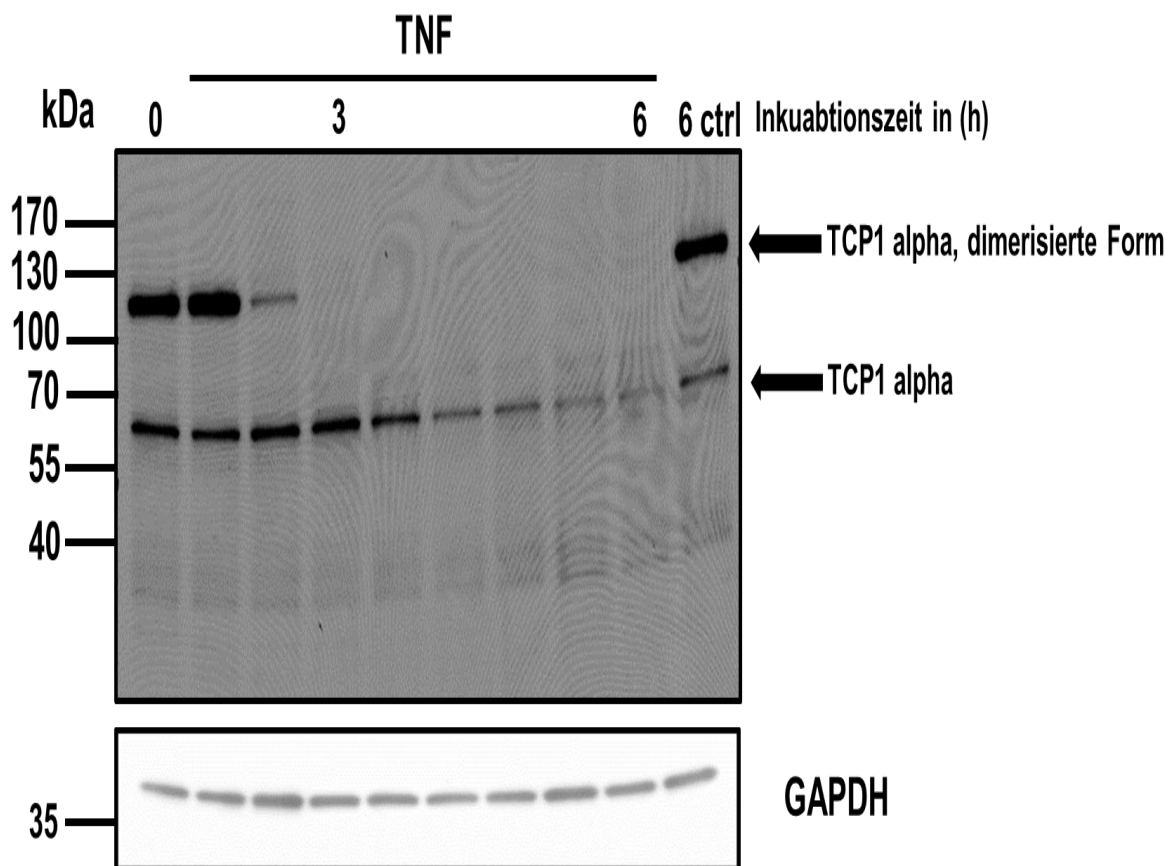 TNF
kDa
0 3 6 6 ctrl Inkuabtionszeit in (h)
170
TCP1 alpha, dimerisierte Form
130
100
70
TCP1 alpha
55
40
GAPDH
35